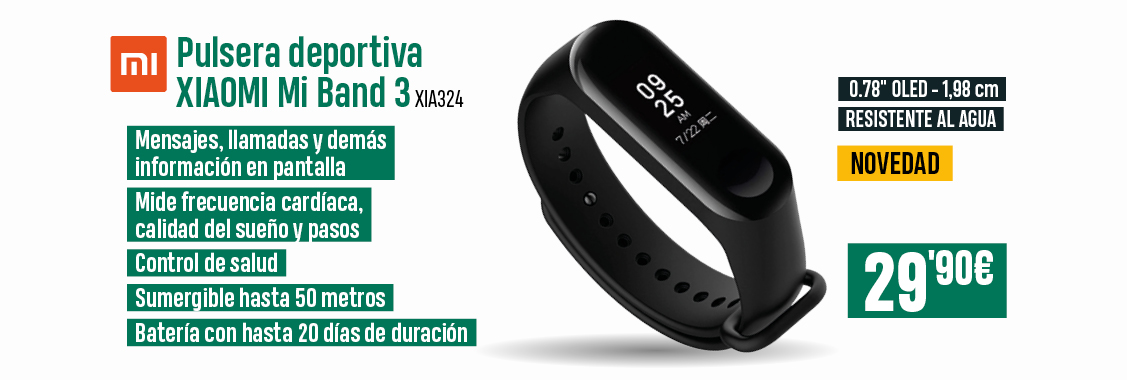 mi
Pulsera deportiva
XIAOMI Mi Band 3 XIA324
Mensajes, llamadas y demás
información en pantalla
Mide frecuencia cardíaca,
calidad del sueño y pasos
Control de salud
Sumergible hasta 50 metros
Batería con hasta 20 días de duración
09
25
AM
7/22 周二
0.78" OLED - 1,98 cm
RESISTENTE AL AGUA
NOVEDAD
29'90€